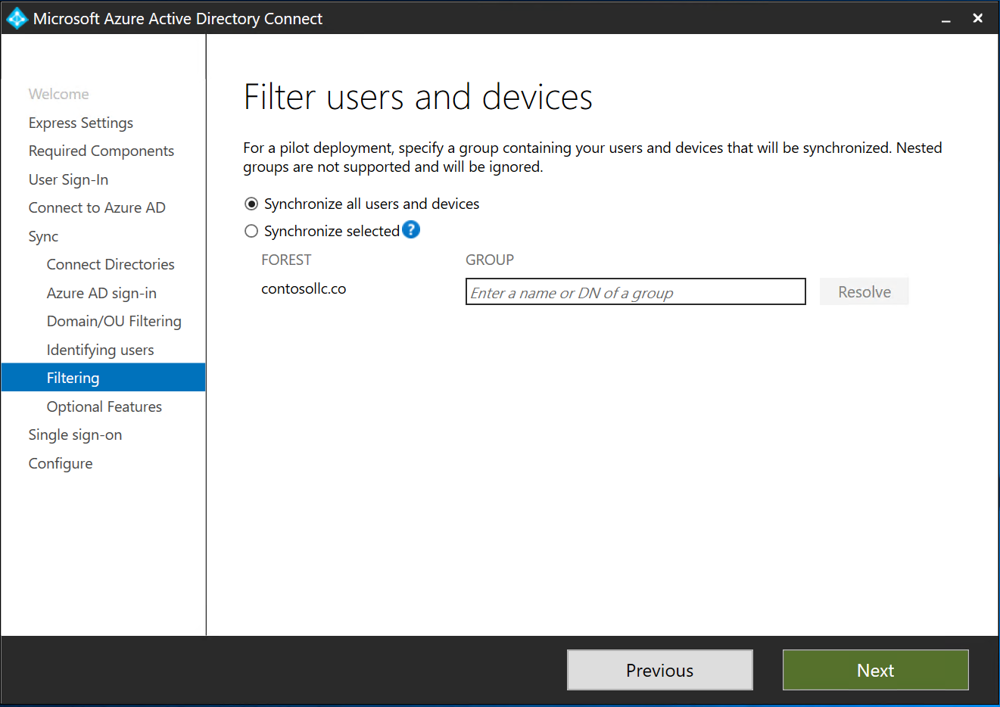 Microsoft Azure Active Directory Connect
Welcome
Express Settings
Required Components
User Sign-In
Connect to Azure AD
Sync
Connect Directories
Azure AD sign-in
Domain/OU Filtering
Identifying users
Filtering
Optional Features
Single sign-on
Configure
Filter users and devices
For a pilot deployment, specify a group containing your users and devices that will be synchronized. Nested
groups are not supported and will be ignored.
Synchronize all users and devices
Synchronize selected ?
FOREST GROUP
contosollc.co Enter a name or DN of a group Resolve
Previous Next